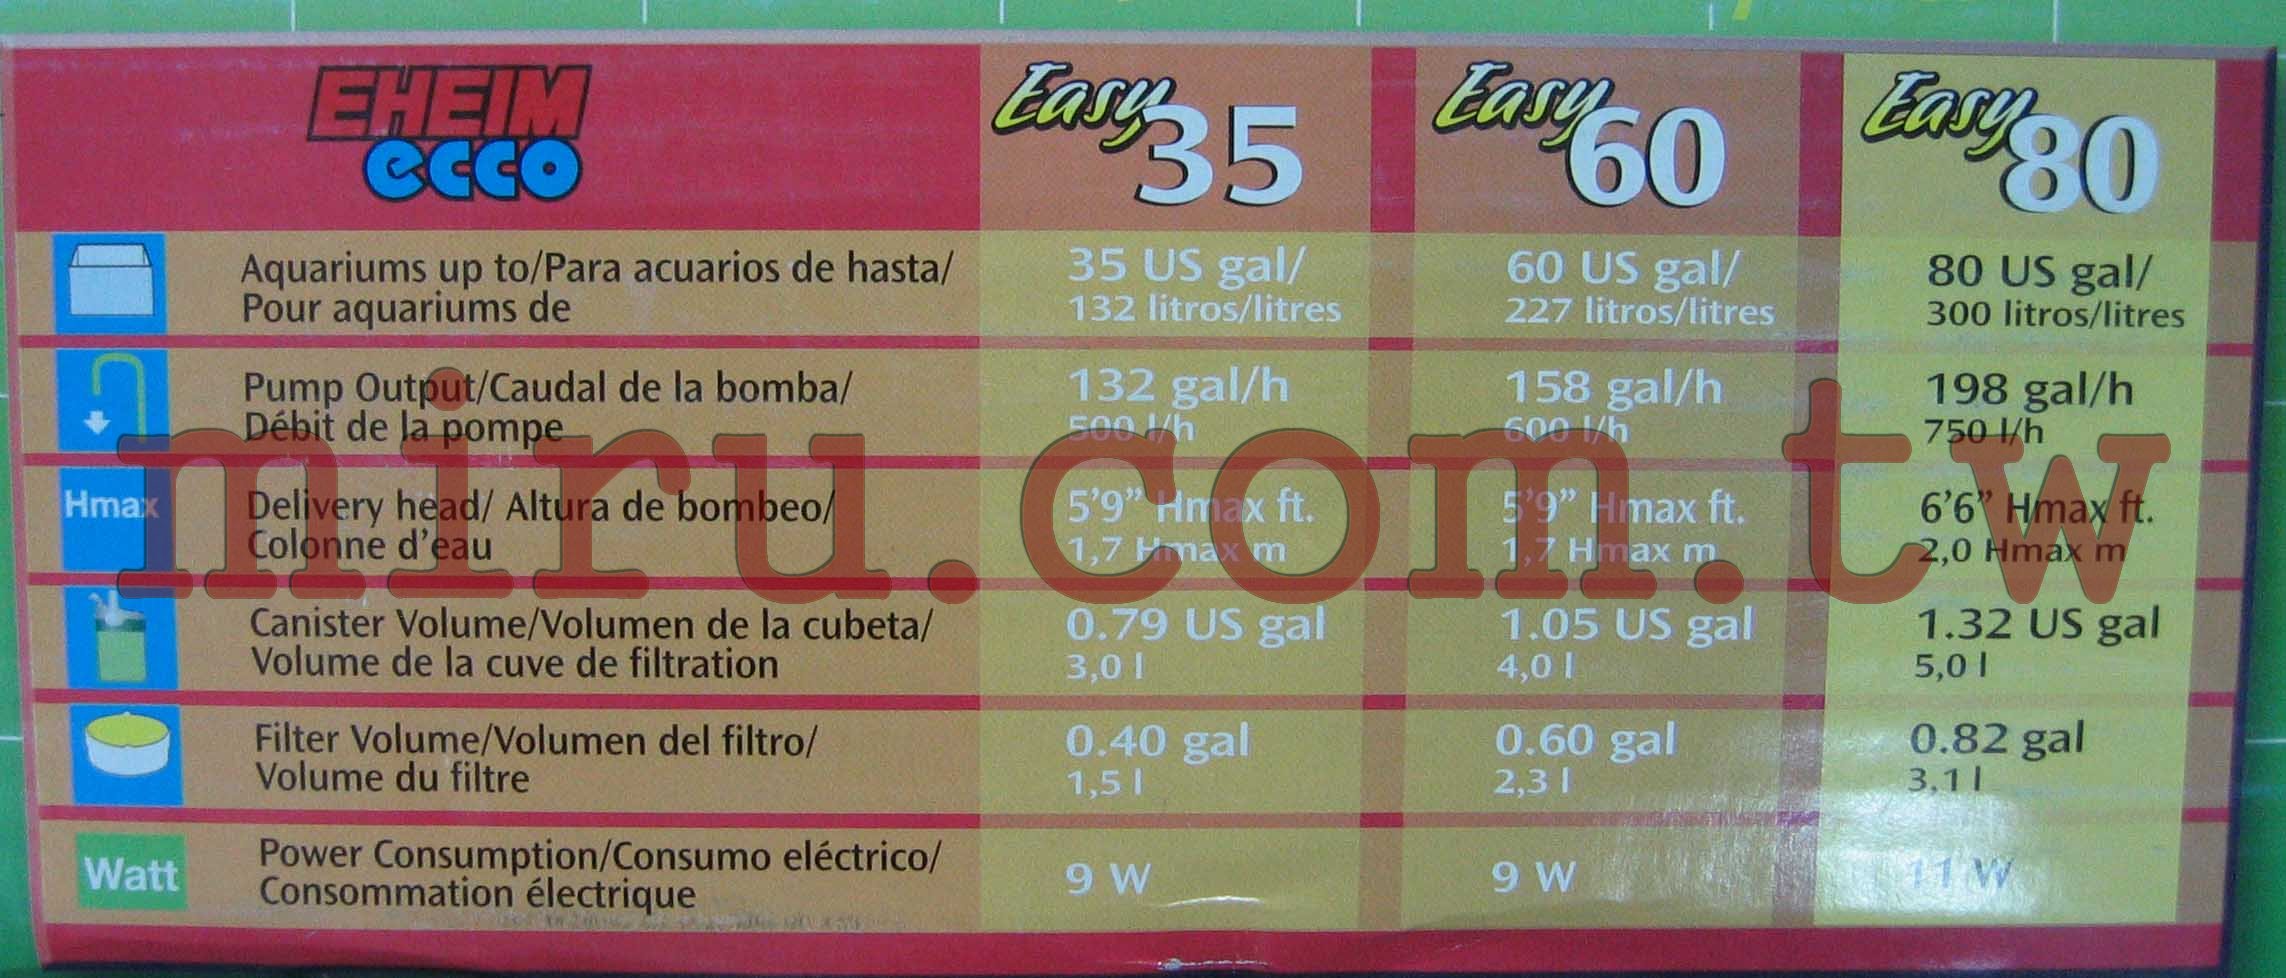 EHEIM
ecco
Easy 35
Easy 60
Easy 80
Aquariums up to/Para acuarios de hasta/
Pour aquariums de
35 US gal/
132 litros/litres
60 US gal/
227 litros/litres
80 US gal/
300 litros/litres
Pump Output/Caudal de la bomba/
Débit de la pompe
132 gal/h
500 l/h
158 gal/h
600 l/h
198 gal/h
750 l/h
Hmax
Delivery head/ Altura de bombeo/
Colonne d'eau
5'9" Hmax ft.
1,7 Hmax m
5'9" Hmax ft.
1,7 Hmax m
6'6" Hmax ft.
2,0 Hmax m
miru.com.tw
Canister Volume/Volumen de la cubeta/
Volume de la cuve de filtration
0.79 US gal
3,0 l
1.05 US gal
4,0 l
1.32 US gal
5,0 l
Filter Volume/Volumen del filtro/
Volume du filtre
0.40 gal
1,5 l
0.60 gal
2,3 l
0.82 gal
3,1 l
Watt
Power Consumption/Consumo eléctrico/
Consommation électrique
9 W
9 W
11 W